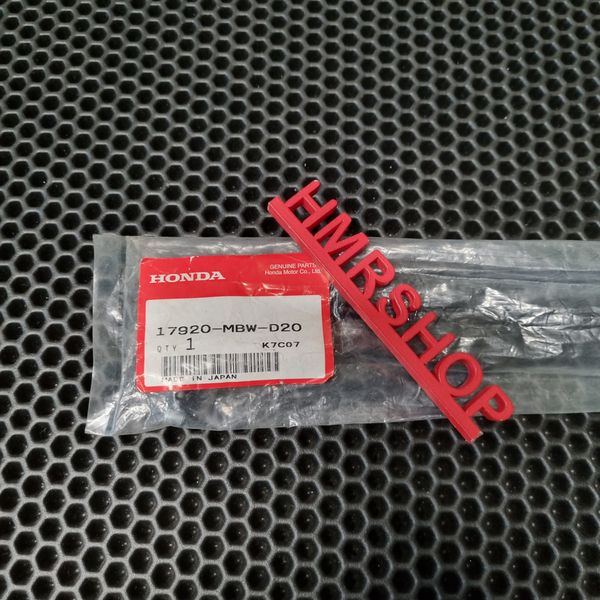 HONDA
GENUINE PARTS
Honda Motor Co., Ltd.
17920-MBW-D20
QTY 1
K7C07
MADE IN JAPAN
HMRSHOP